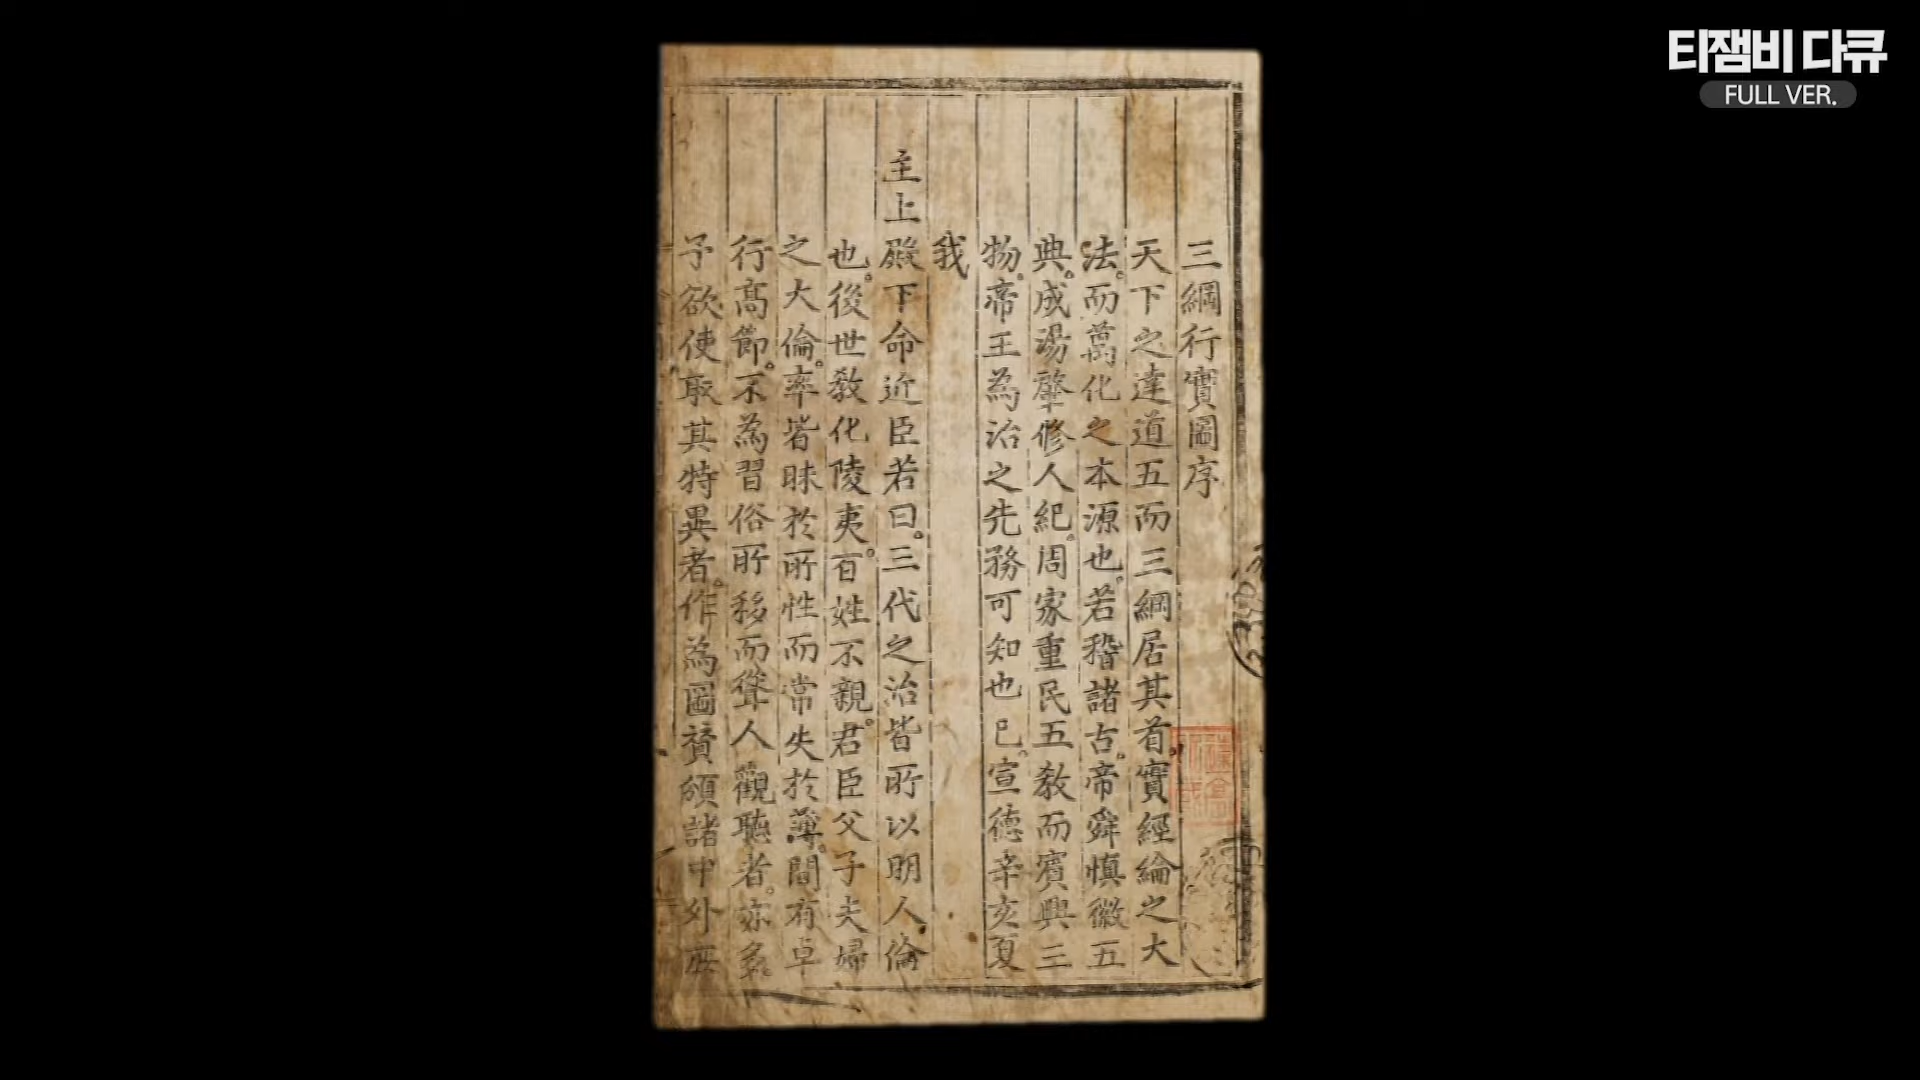 티잼비 다큐
FULL VER.
三綱行實圖序
天下之達道五而三綱居其首實經綸之大
法。而萬化之本源也。若稽諸古。帝舜愼徽五
典。成湯肇修人紀。周家重民五敎而賓興三
物。帝王為治之先務可知也已。宣德辛亥夏
我
主上殿下命近臣若曰。三代之治皆所以明人倫
也。後世敎化陵夷。百姓不親。君臣父子夫婦
之大倫。率皆昧於所性而常失於薄。間有卓
行高節。不為習俗所移而聳人觀聽者。亦多
予欲使取其特異者。作為圖賛頒諸中外庶